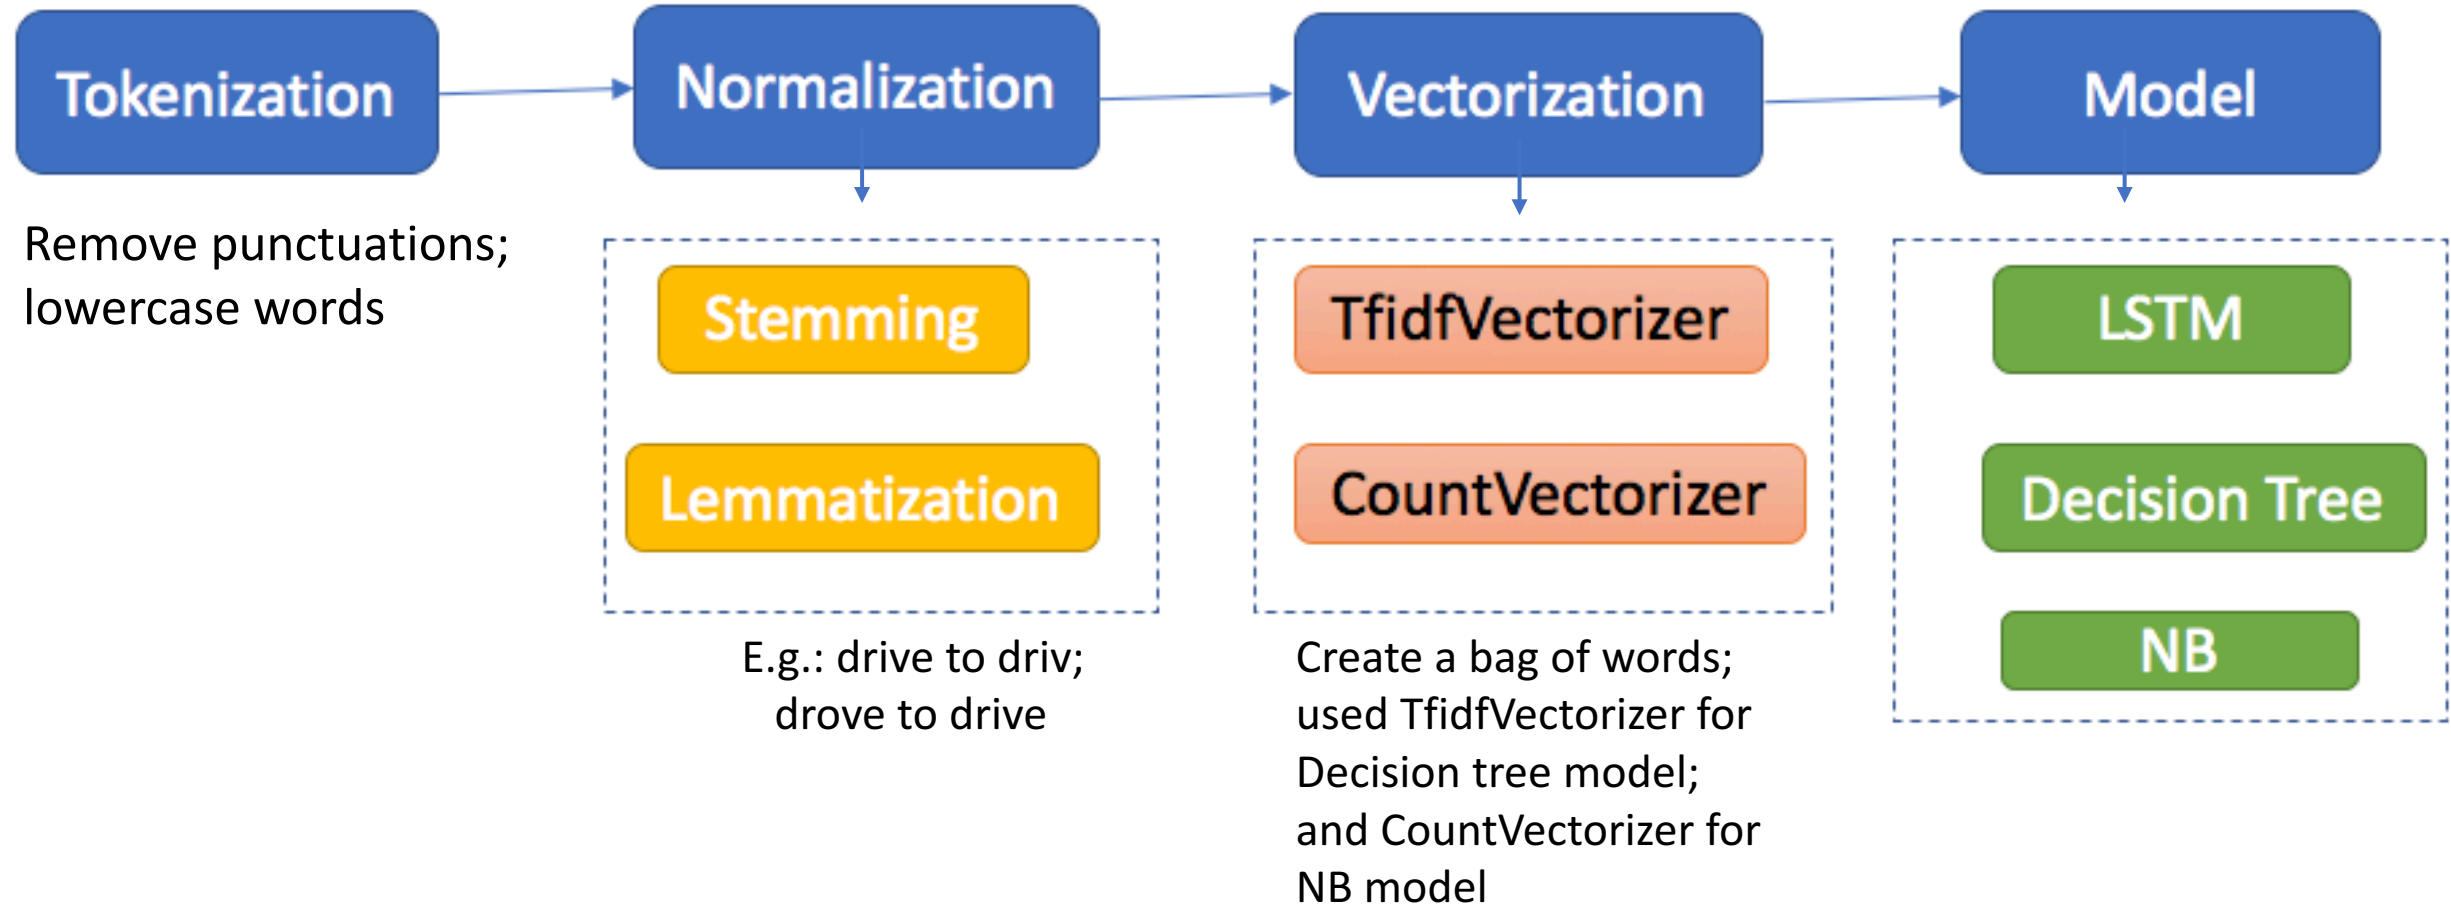 Tokenization
Normalization
Vectorization
Model
Remove punctuations;
lowercase words
Stemming
Lemmatization
E.g.: drive to driv;
drove to drive
TfidfVectorizer
CountVectorizer
Create a bag of words;
used TfidfVectorizer for
Decision tree model;
and CountVectorizer for
NB model
LSTM
Decision Tree
NB